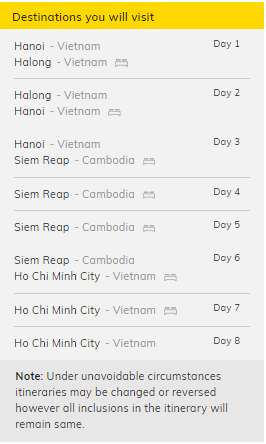 Destinations you will visit
Hanoi - Vietnam Day 1
Halong - Vietnam
Halong - Vietnam Day 2
Hanoi - Vietnam
Hanoi - Vietnam Day 3
Siem Reap - Cambodia
Siem Reap - Cambodia Day 4
Siem Reap - Cambodia Day 5
Siem Reap - Cambodia Day 6
Ho Chi Minh City - Vietnam
Ho Chi Minh City - Vietnam Day 7
Ho Chi Minh City - Vietnam Day 8
Note: Under unavoidable circumstances
itineraries may be changed or reversed
however all inclusions in the itinerary will
remain same.